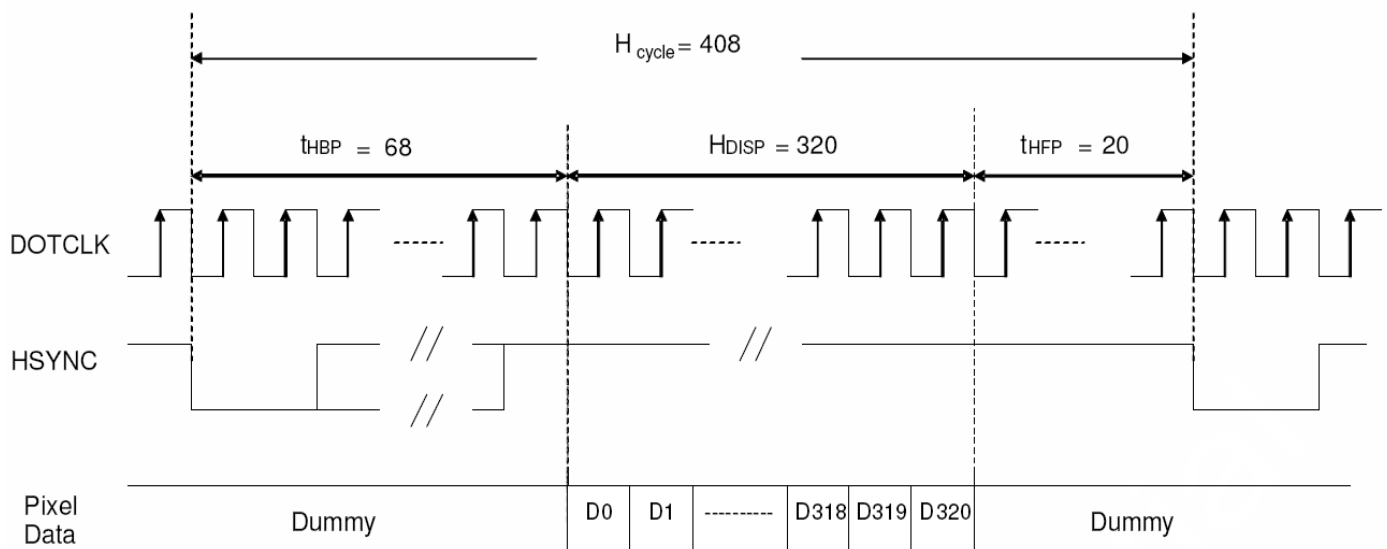 H cycle = 408
tHBP = 68
HDISP = 320
tHFP = 20
DOTCLK
HSYNC
Pixel Data
Dummy
D0
D1
D318
D319
D320
Dummy